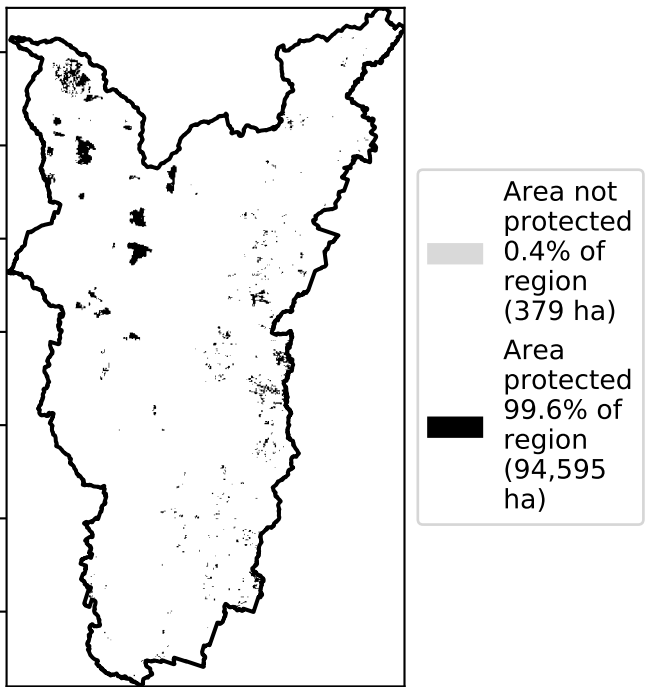 Area not
protected
0.4% of
region
(379 ha)
Area
protected
99.6% of
region
(94,595
ha)